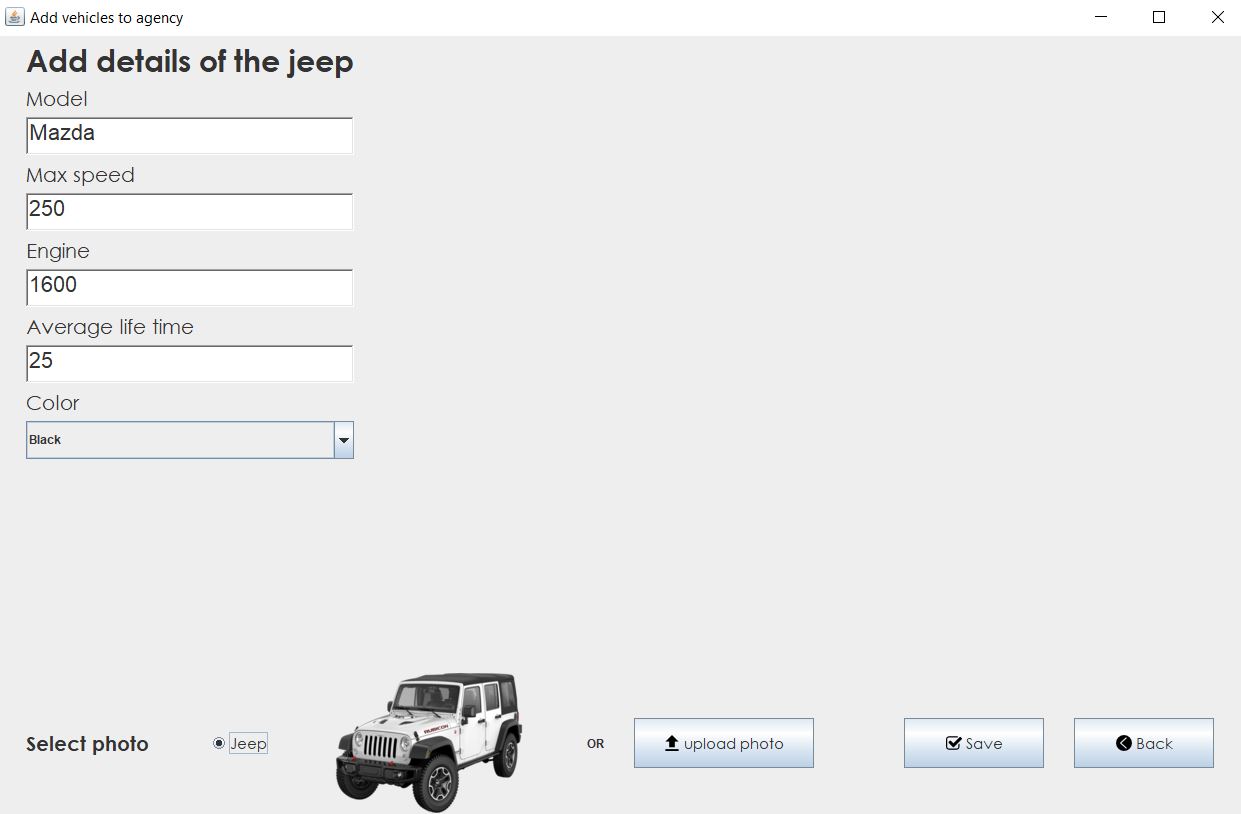 Add vehicles to agency
Add details of the jeep
Model
Mazda
Max speed
250
Engine
1600
Average life time
25
Color
Black
Select photo
Jeep
RUBICON
OR
upload photo
Save
Back